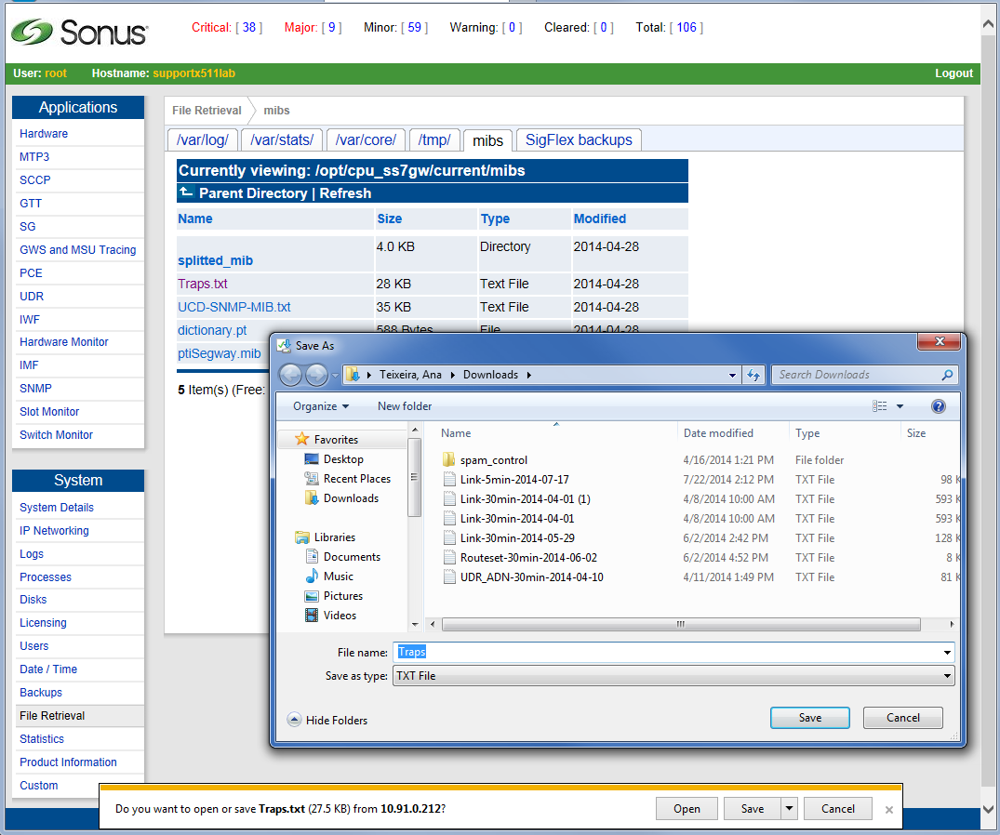 Sonus
Critical: [ 38 ] Major: [ 9 ] Minor: [ 59 ] Warning: [ 0 ] Cleared: [ 0 ] Total: [ 106 ]
User: root Hostname: supportx511lab Logout
Applications
Hardware
MTP3
SCCP
GTT
SG
GWS and MSU Tracing
PCE
UDR
IWF
Hardware Monitor
IMF
SNMP
Slot Monitor
Switch Monitor
System
System Details
IP Networking
Logs
Processes
Disks
Licensing
Users
Date / Time
Backups
File Retrieval
Statistics
Product Information
Custom
File Retrieval mibs
/var/log/ /var/stats/ /var/core/ /tmp/ mibs SigFlex backups
Currently viewing: /opt/cpu_ss7gw/current/mibs
Parent Directory | Refresh
Name Size Type Modified
splitted_mib 4.0 KB Directory 2014-04-28
Traps.txt 28 KB Text File 2014-04-28
UCD-SNMP-MIB.txt 35 KB Text File 2014-04-28
dictionary.pt 588 Bytes File 2014-04-28
ptiSegway.mib
5 Item(s) (Free:
Save As
Teixeira, Ana Downloads Search Downloads
Organize New folder
Favorites
Desktop
Recent Places
Downloads
Libraries
Documents
Music
Pictures
Videos
Name Date modified Type Size
spam_control 4/16/2014 1:21 PM File folder
Link-5min-2014-07-17 7/22/2014 2:12 PM TXT File 98 K
Link-30min-2014-04-01 (1) 4/8/2014 10:00 AM TXT File 593 K
Link-30min-2014-04-01 4/8/2014 10:00 AM TXT File 593 K
Link-30min-2014-05-29 6/2/2014 2:42 PM TXT File 128 K
Routeset-30min-2014-06-02 6/2/2014 4:52 PM TXT File 8 K
UDR_ADN-30min-2014-04-10 4/11/2014 1:49 PM TXT File 81 K
File name: Traps
Save as type: TXT File
Hide Folders Save Cancel
Do you want to open or save Traps.txt (27.5 KB) from 10.91.0.212? Open Save Cancel